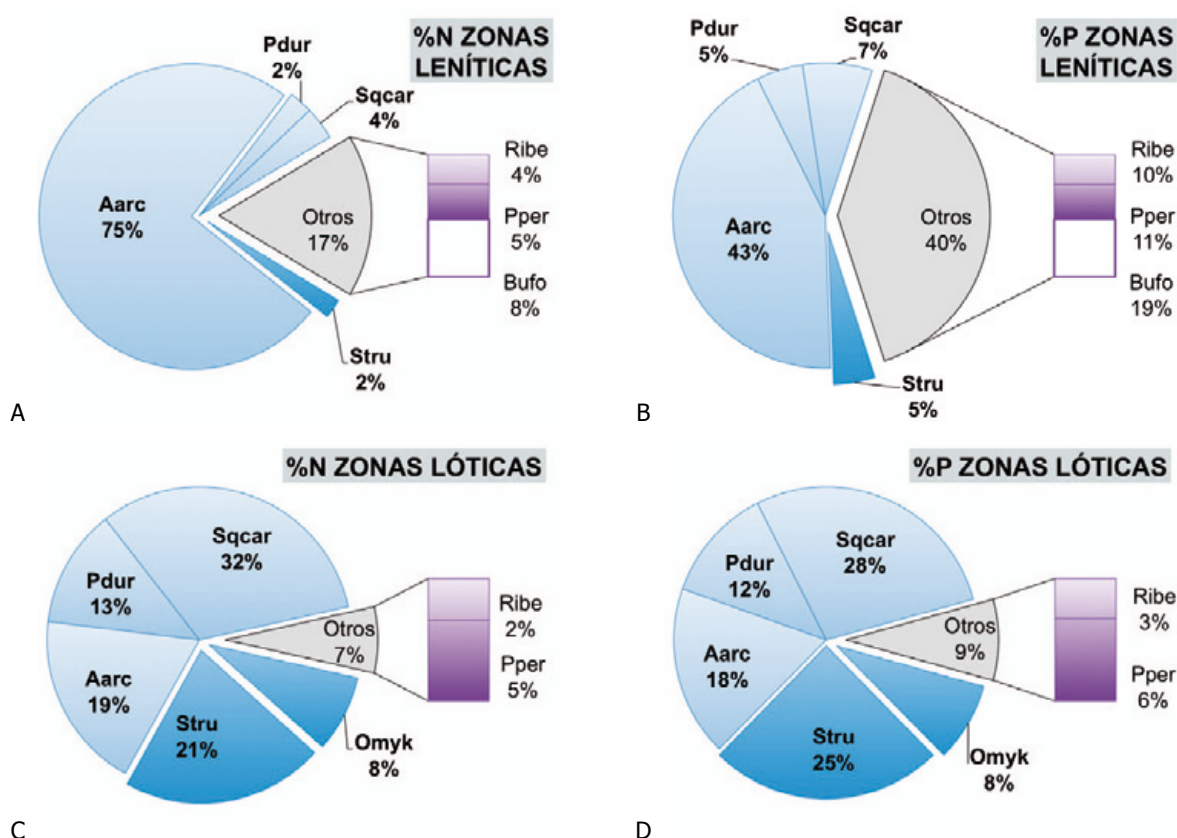 %N ZONAS
LENÍTICAS
Pdur
2%
Sqcar
4%
Aarc
75%
Otros
17%
Ribe
4%
Pper
5%
Bufo
8%
Stru
2%
A
%P ZONAS
LENÍTICAS
Pdur
5%
Sqcar
7%
Aarc
43%
Otros
40%
Ribe
10%
Pper
11%
Bufo
19%
Stru
5%
B
%N ZONAS LÓTICAS
Sqcar
32%
Pdur
13%
Aarc
19%
Stru
21%
Otros
7%
Ribe
2%
Pper
5%
Omyk
8%
C
%P ZONAS LÓTICAS
Sqcar
28%
Pdur
12%
Aarc
18%
Stru
25%
Otros
9%
Ribe
3%
Pper
6%
Omyk
8%
D